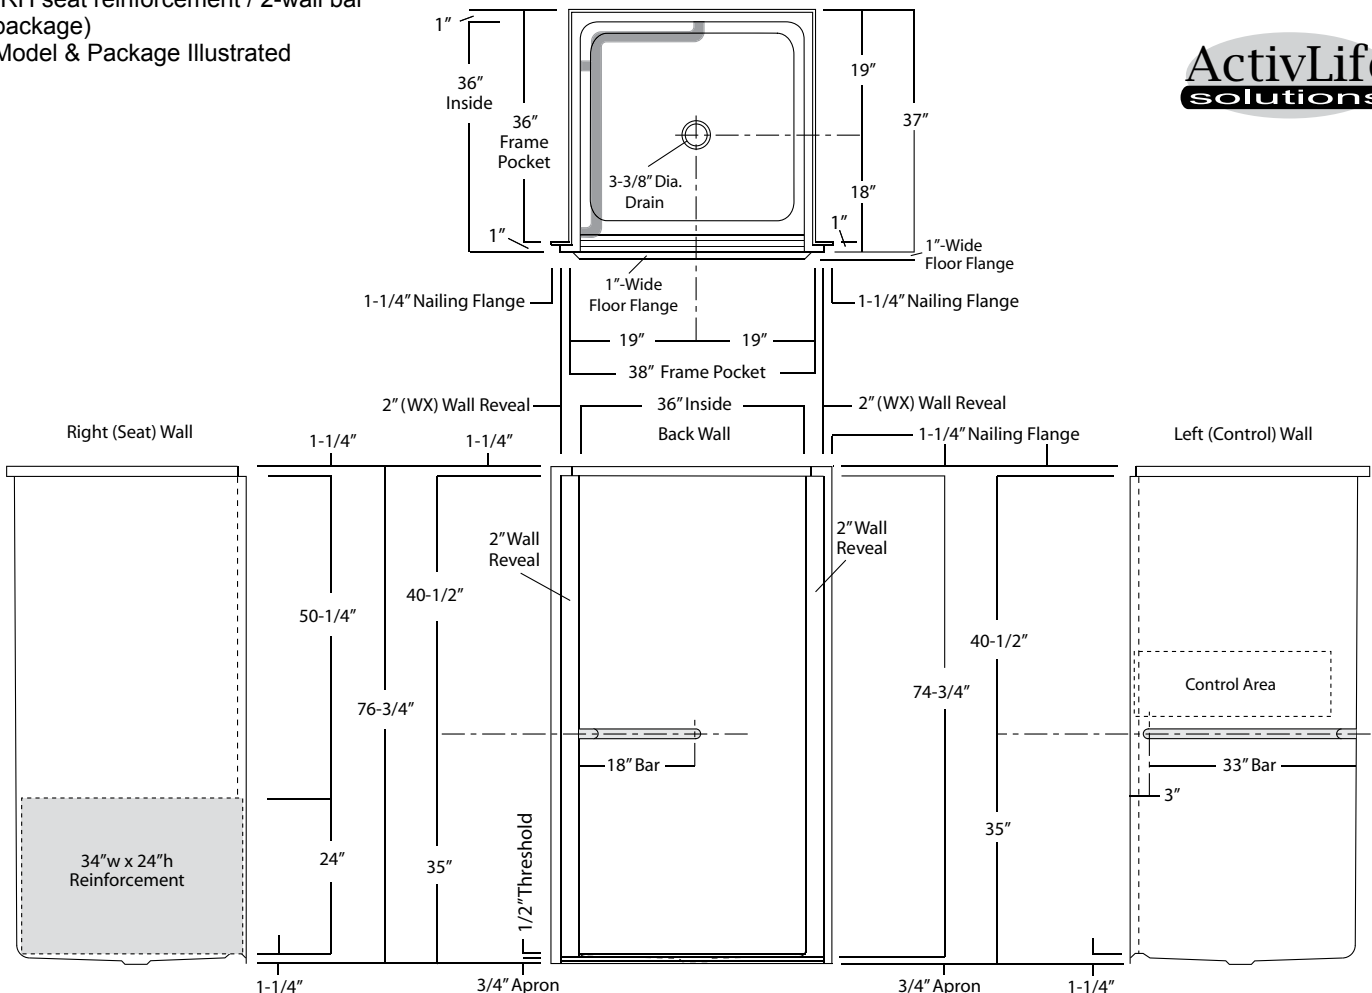 RH seat reinforcement / 2-wall bar
package)
Model & Package Illustrated
ActivLife
solutions
1”
36”
Inside
36”
Frame
Pocket
19”
37”
3-3/8” Dia.
Drain
18”
1”
1”
1”-Wide
Floor Flange
1”-Wide
Floor Flange
1-1/4” Nailing Flange
1-1/4” Nailing Flange
19”
19”
38” Frame Pocket
2” (WX) Wall Reveal
36” Inside
2” (WX) Wall Reveal
Right (Seat) Wall
1-1/4”
1-1/4”
Back Wall
1-1/4” Nailing Flange
Left (Control) Wall
2” Wall
Reveal
2” Wall
Reveal
50-1/4”
40-1/2”
40-1/2”
76-3/4”
74-3/4”
Control Area
18” Bar
33” Bar
3”
34”w x 24”h
Reinforcement
24”
35”
1/2” Threshold
35”
1-1/4”
3/4” Apron
3/4” Apron
1-1/4”